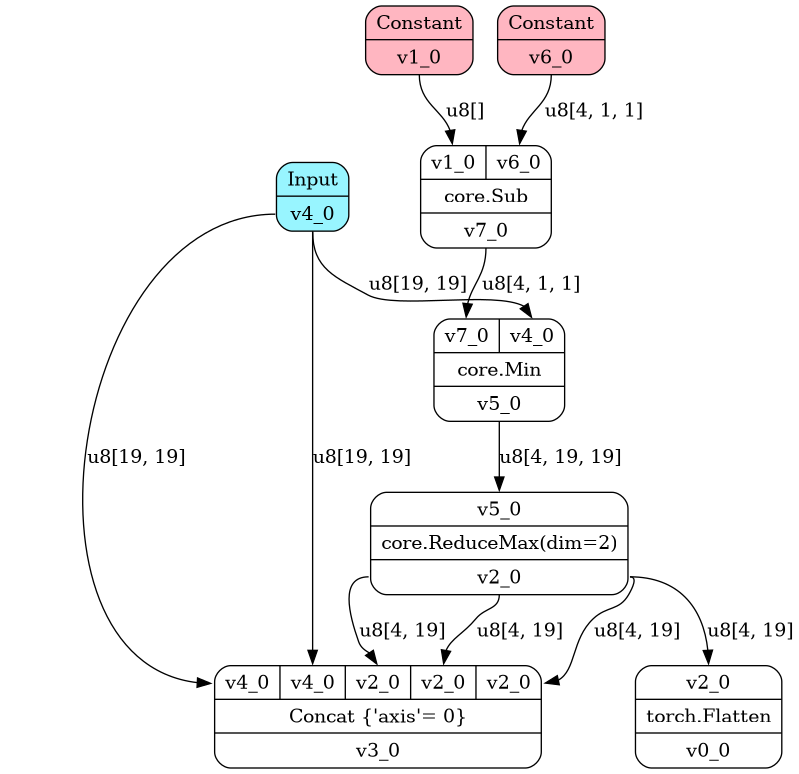 Constant
v1_0
Constant
v6_0
u8[]
u8[4, 1, 1]
v1_0 v6_0
core.Sub
v7_0
Input
v4_0
u8[19, 19]
u8[4, 1, 1]
v7_0 v4_0
core.Min
v5_0
u8[19, 19]
u8[19, 19]
u8[4, 19, 19]
v5_0
core.ReduceMax(dim=2)
v2_0
u8[4, 19]
u8[4, 19]
u8[4, 19]
u8[4, 19]
v4_0 v4_0 v2_0 v2_0 v2_0
Concat {'axis'= 0}
v3_0
v2_0
torch.Flatten
v0_0